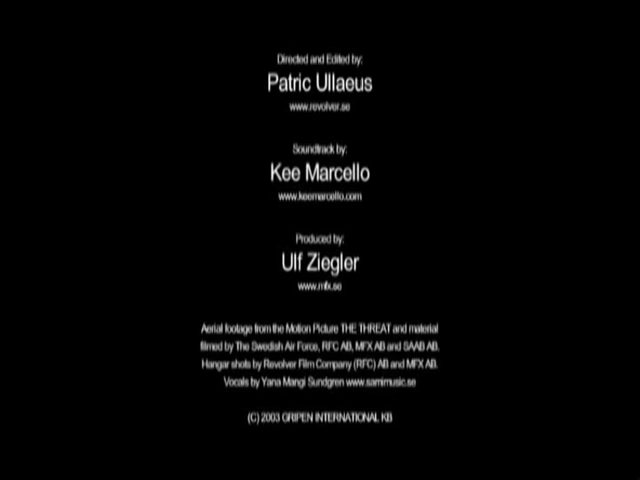 Directed and Edited by:
Patric Ullaeus
www.revolver.se
Soundtrack by:
Kee Marcello
www.keemarcello.com
Produced by:
Ulf Ziegler
www.mfx.se
Aerial footage from the Motion Picture THE THREAT and material
filmed by The Swedish Air Force, RFC AB, MFX AB and SAAB AB.
Hangar shots by Revolver Film Company (RFC) AB and MFX AB.
Vocals by Yana Mangi Sundgren www.samimusic.se
(C) 2003 GRIPEN INTERNATIONAL KB